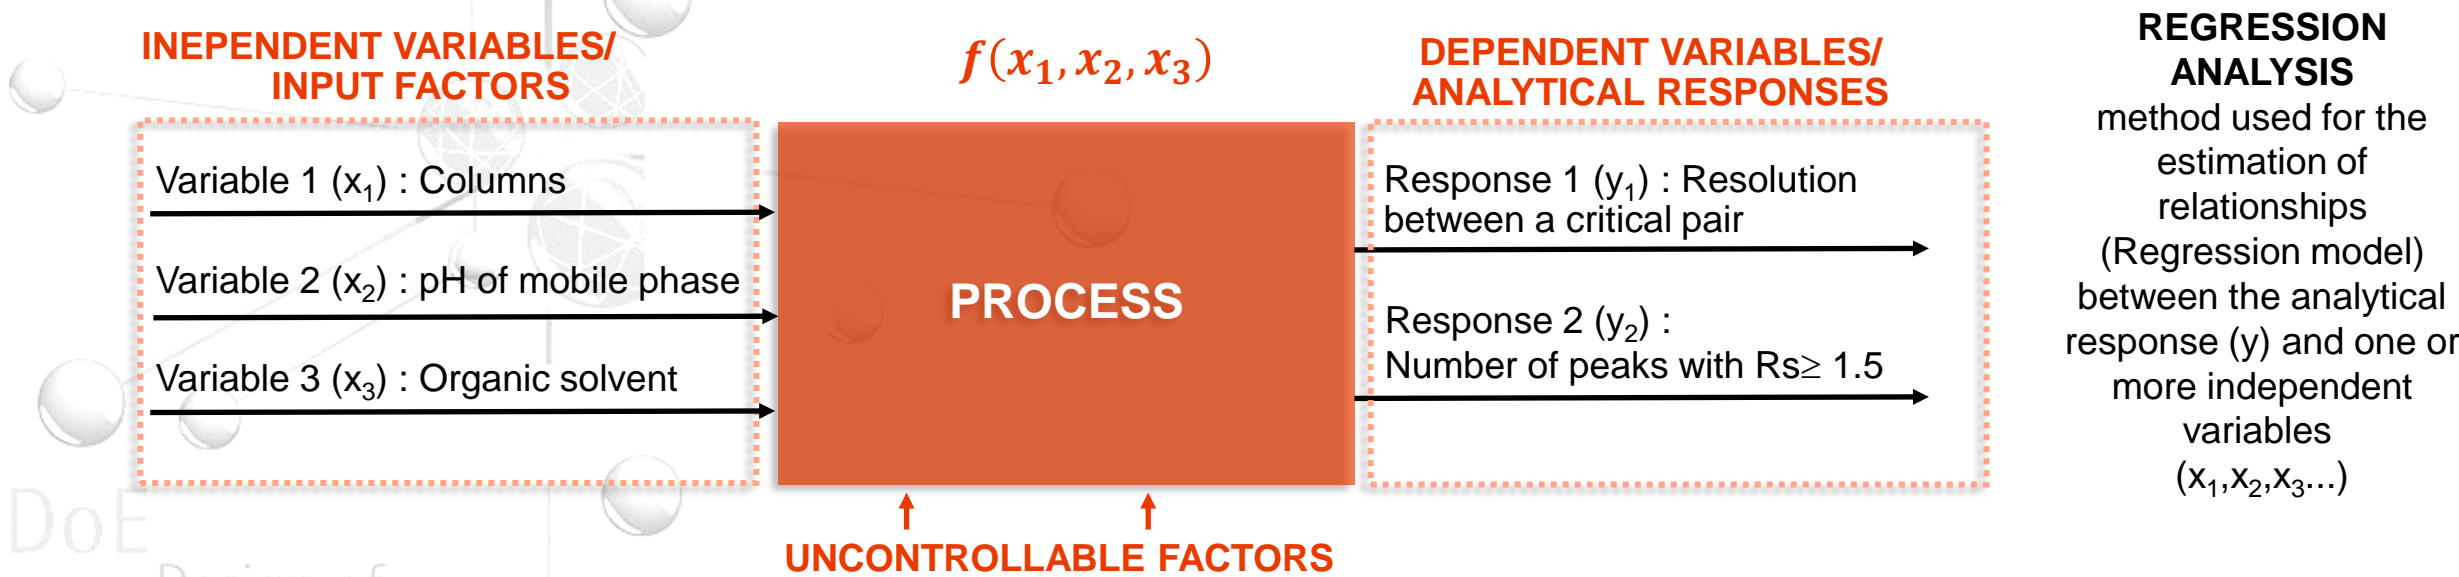 INEPENDENT VARIABLES/
INPUT FACTORS
Variable 1 (x₁) : Columns
Variable 2 (x₂) : pH of mobile phase
Variable 3 (x₃) : Organic solvent
f(x₁, x₂, x₃)
PROCESS
UNCONTROLLABLE FACTORS
DEPENDENT VARIABLES/
ANALYTICAL RESPONSES
Response 1 (y₁) : Resolution
between a critical pair
Response 2 (y₂) :
Number of peaks with Rs≥ 1.5
REGRESSION
ANALYSIS
method used for the
estimation of
relationships
(Regression model)
between the analytical
response (y) and one or
more independent
variables
(x₁,x₂,x₃...)
DoE
Design of